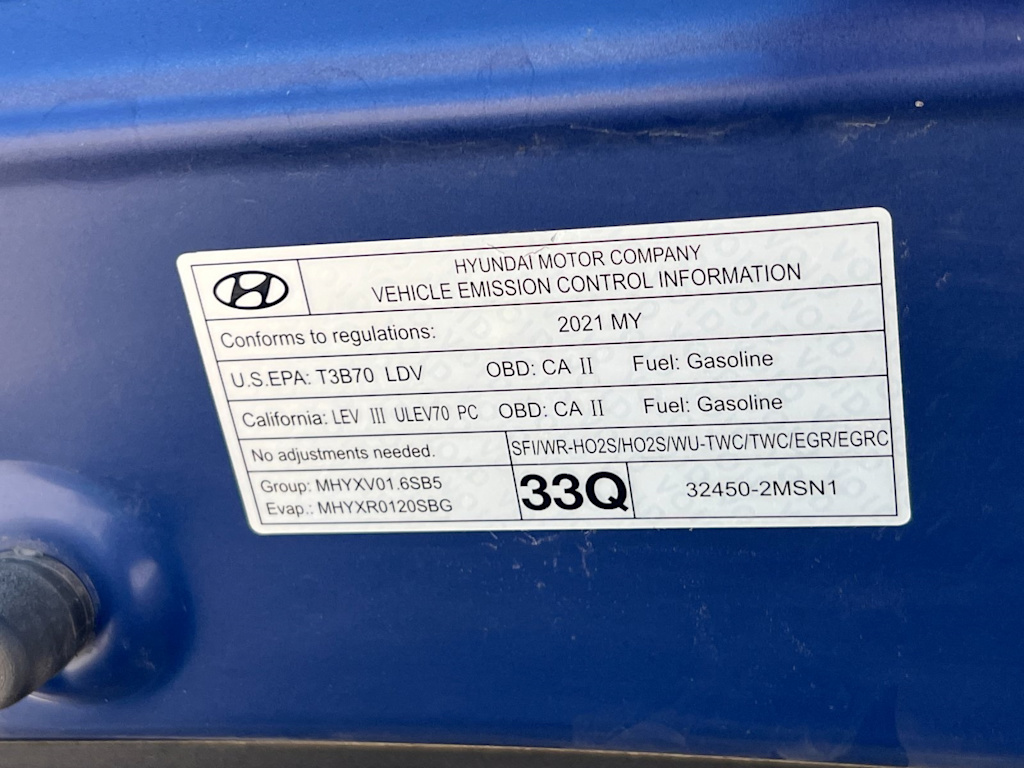 HYUNDAI MOTOR COMPANY
VEHICLE EMISSION CONTROL INFORMATION
Conforms to regulations: 2021 MY
U.S.EPA: T3B70 LDV OBD: CA II Fuel: Gasoline
California: LEV III ULEV70 PC OBD: CA II Fuel: Gasoline
No adjustments needed. SFI/WR-HO2S/HO2S/WU-TWC/TWC/EGR/EGRC
Group: MHYXV01.6SB5
Evap.: MHYXR0120SBG
33Q 32450-2MSN1